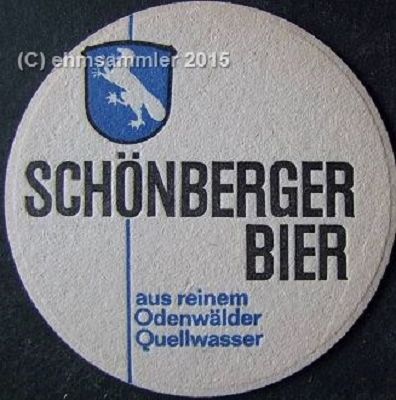 (C) ehmsammler 2015
SCHÖNBERGER
BIER
aus reinem
Odenwälder
Quellwasser